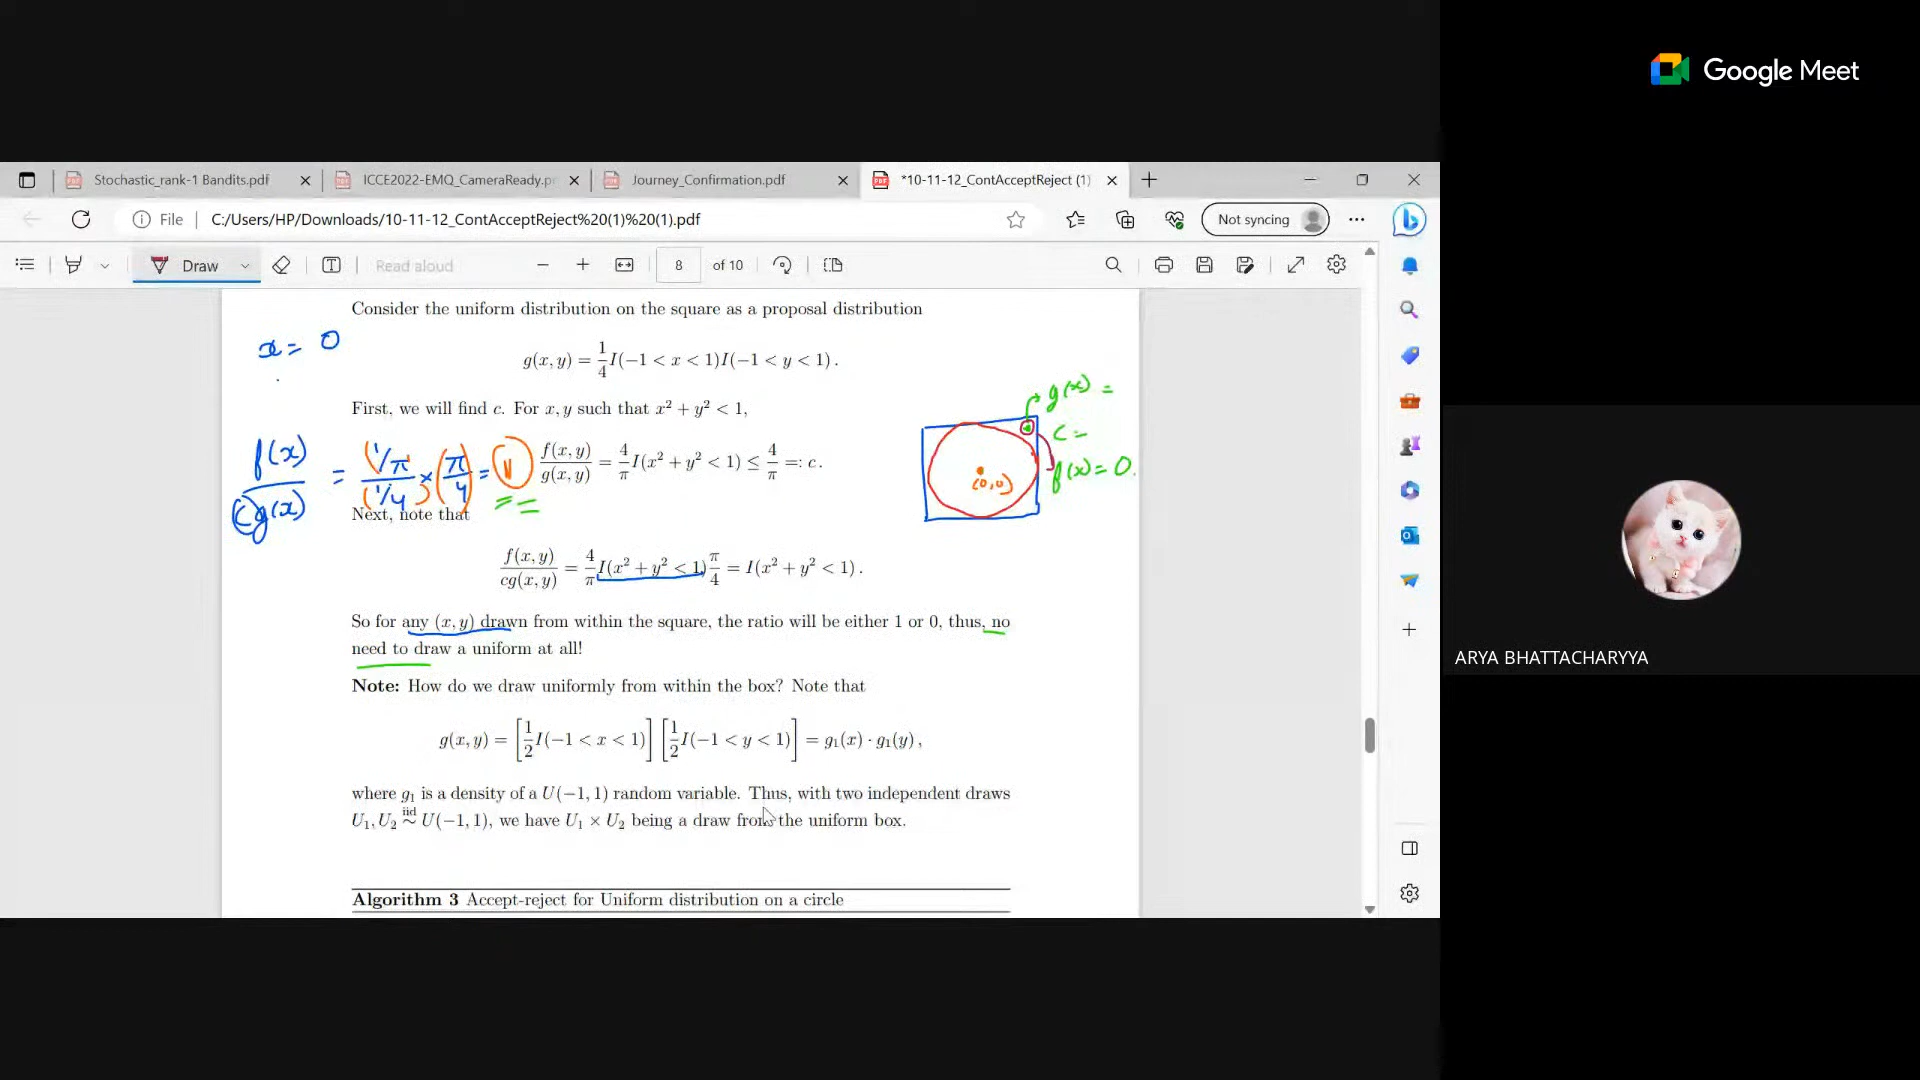 Google Meet
Stochastic_rank-1 Bandits.pdf
ICCE2022-EMQ_CameraReady.p
Journey_Confirmation.pdf
*10-11-12_ContAcceptReject (1)
File
C:/Users/HP/Downloads/10-11-12_ContAcceptReject%20(1)%20(1).pdf
Not syncing
Draw
Read aloud
8 of 10
Consider the uniform distribution on the square as a proposal distribution
x = 0
g(x, y) = 1/4 I(−1 < x < 1)I(−1 < y < 1) .
g(x) =
First, we will find c. For x, y such that x² + y² < 1,
c =
f(x) / c g(x) = (1/π) / (1/4) × (π/4) = 1
f(x, y) / g(x, y) = 4/π I(x² + y² < 1) ≤ 4/π =: c .
f(x) = 0.
(0,0)
Next, note that
f(x, y) / cg(x, y) = 4/π I(x² + y² < 1) π/4 = I(x² + y² < 1) .
So for any (x, y) drawn from within the square, the ratio will be either 1 or 0, thus, no
need to draw a uniform at all!
Note: How do we draw uniformly from within the box? Note that
g(x, y) = [1/2 I(−1 < x < 1)] [1/2 I(−1 < y < 1)] = g₁(x) · g₁(y) ,
where g₁ is a density of a U(−1, 1) random variable. Thus, with two independent draws
U₁, U₂ iid ∼ U(−1, 1), we have U₁ × U₂ being a draw from the uniform box.
Algorithm 3 Accept-reject for Uniform distribution on a circle
ARYA BHATTACHARYYA